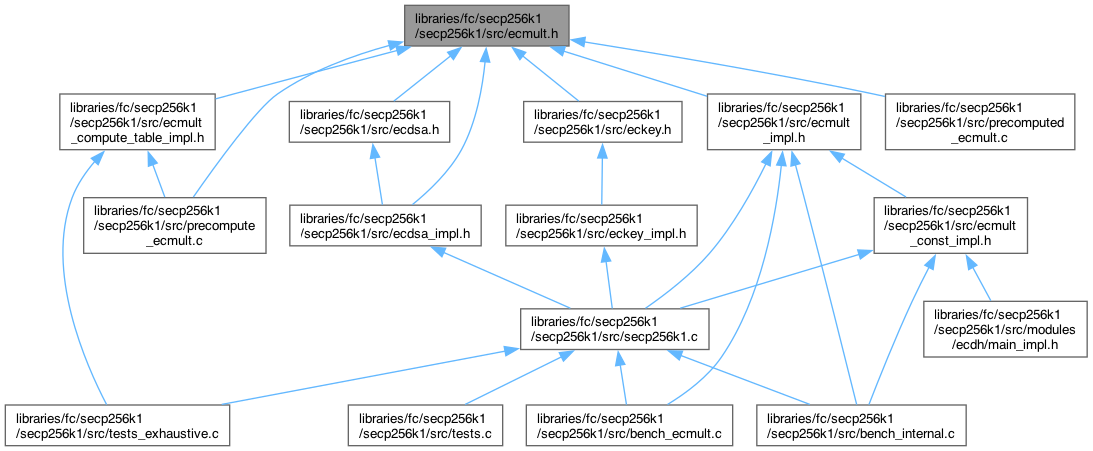 libraries/fc/secp256k1
/secp256k1/src/ecmult.h
libraries/fc/secp256k1
/secp256k1/src/ecmult
_compute_table_impl.h
libraries/fc/secp256k1
/secp256k1/src/ecdsa.h
libraries/fc/secp256k1
/secp256k1/src/eckey.h
libraries/fc/secp256k1
/secp256k1/src/ecmult
_impl.h
libraries/fc/secp256k1
/secp256k1/src/precomputed
_ecmult.c
libraries/fc/secp256k1
/secp256k1/src/precompute
_ecmult.c
libraries/fc/secp256k1
/secp256k1/src/ecdsa_impl.h
libraries/fc/secp256k1
/secp256k1/src/eckey_impl.h
libraries/fc/secp256k1
/secp256k1/src/ecmult
_const_impl.h
libraries/fc/secp256k1
/secp256k1/src/secp256k1.c
libraries/fc/secp256k1
/secp256k1/src/modules
/ecdh/main_impl.h
libraries/fc/secp256k1
/secp256k1/src/tests_exhaustive.c
libraries/fc/secp256k1
/secp256k1/src/tests.c
libraries/fc/secp256k1
/secp256k1/src/bench_ecmult.c
libraries/fc/secp256k1
/secp256k1/src/bench_internal.c